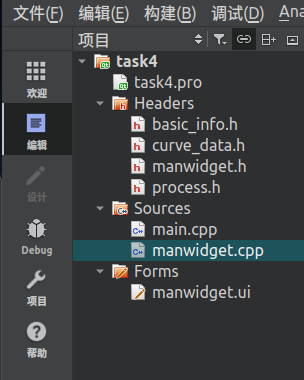 文件(F) 编辑(E) 构建(B) 调试(D) Ana
项目
欢迎
编辑
设计
Debug
项目
帮助
task4
task4.pro
Headers
basic_info.h
curve_data.h
manwidget.h
process.h
Sources
main.cpp
manwidget.cpp
Forms
manwidget.ui